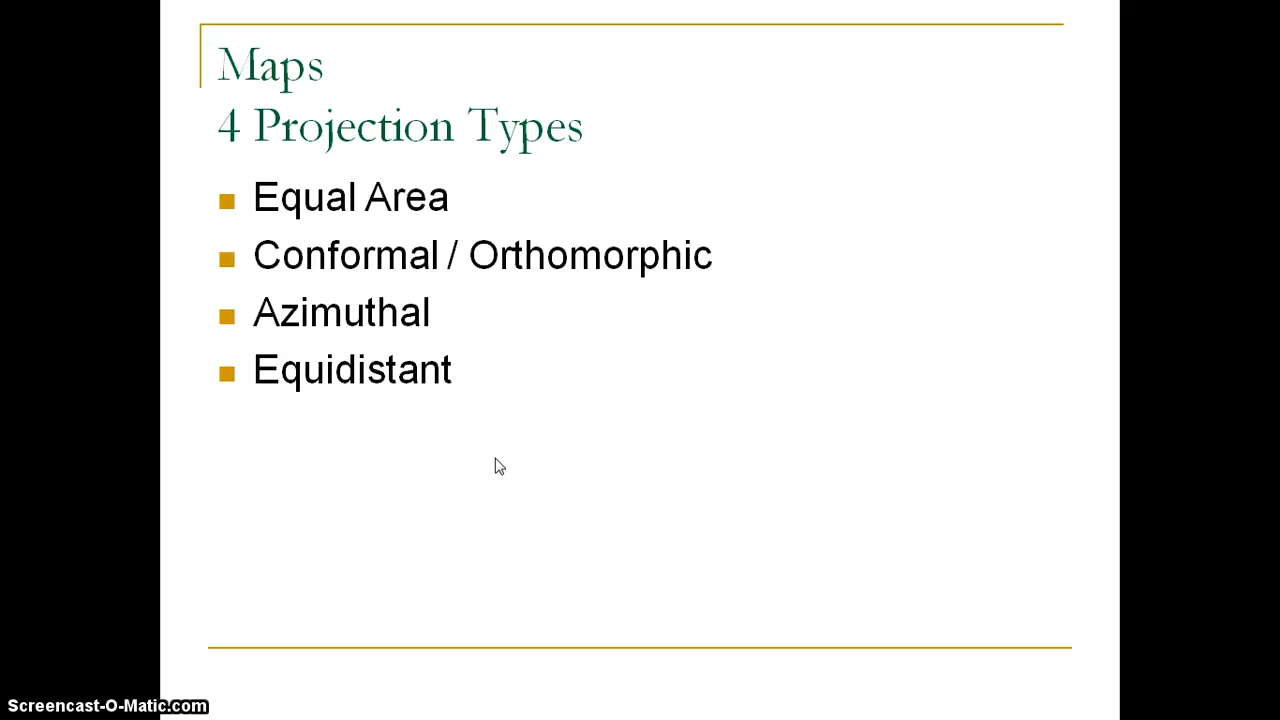 Maps
4 Projection Types
Equal Area
Conformal / Orthomorphic
Azimuthal
Equidistant
Screencast-O-Matic.com